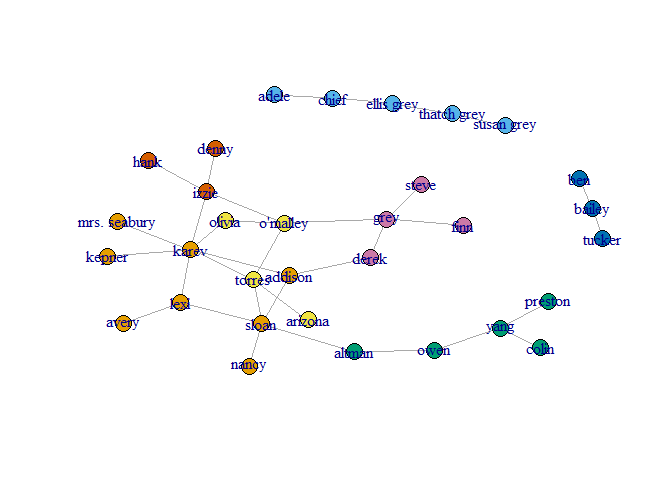 adele
chief
ellis grey
thatch grey
susan grey
denny
hank
steve
ben
izzie
bailey
mrs. seabury
olivia
o'malley
grey
finn
tucker
kepner
karev
derek
torres
addison
lexi
preston
avery
sloan
arizona
yang
altman
owen
colin
nancy